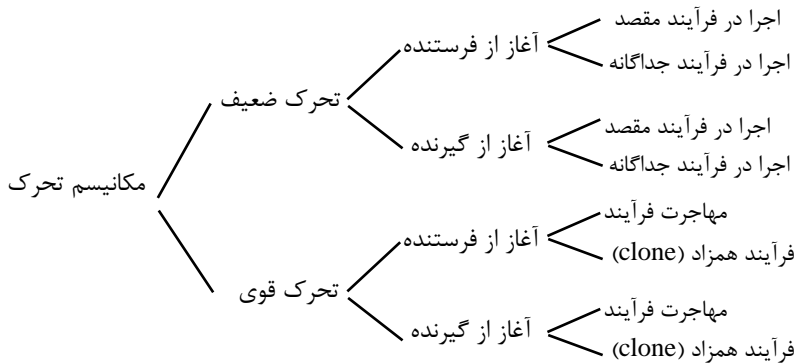 اجرا در فرآیند مقصد
آغاز از فرستنده
اجرا در فرآیند جداگانه
تحرک ضعیف
اجرا در فرآیند مقصد
آغاز از گیرنده
اجرا در فرآیند جداگانه
مکانیسم تحرک
مهاجرت فرآیند
آغاز از فرستنده
فرآیند همزاد (clone)
تحرک قوی
مهاجرت فرآیند
آغاز از گیرنده
فرآیند همزاد (clone)